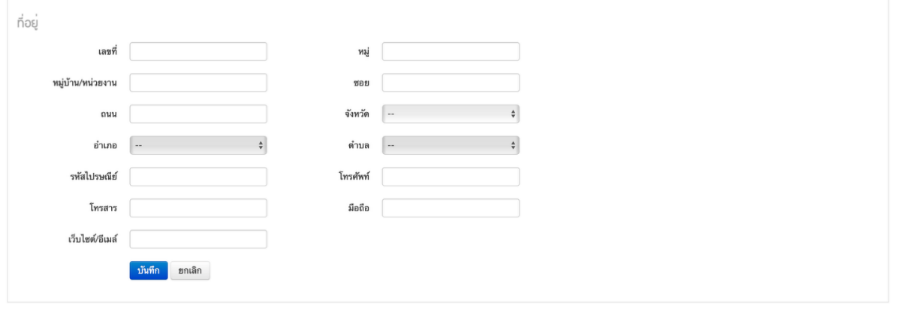 ที่อยู่
เลขที่ หมู่
หมู่บ้าน/หน่วยงาน ซอย
ถนน จังหวัด --
อำเภอ -- ตำบล --
รหัสไปรษณีย์ โทรศัพท์
โทรสาร มือถือ
เว็บไซต์/อีเมล์
บันทึก ยกเลิก